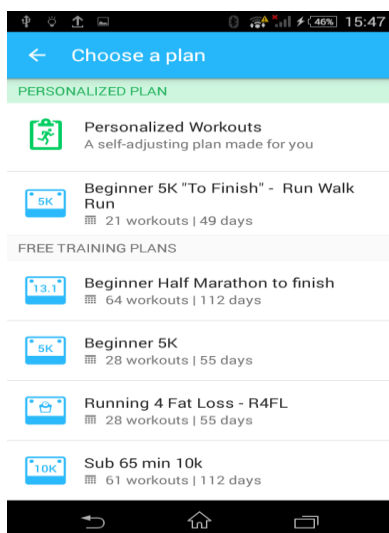 46% 15:47
Choose a plan
PERSONALIZED PLAN
Personalized Workouts
A self-adjusting plan made for you
5K
Beginner 5K "To Finish" - Run Walk
Run
21 workouts | 49 days
FREE TRAINING PLANS
13.1
Beginner Half Marathon to finish
64 workouts | 112 days
5K
Beginner 5K
28 workouts | 55 days
Running 4 Fat Loss - R4FL
28 workouts | 55 days
10K
Sub 65 min 10k
61 workouts | 112 days